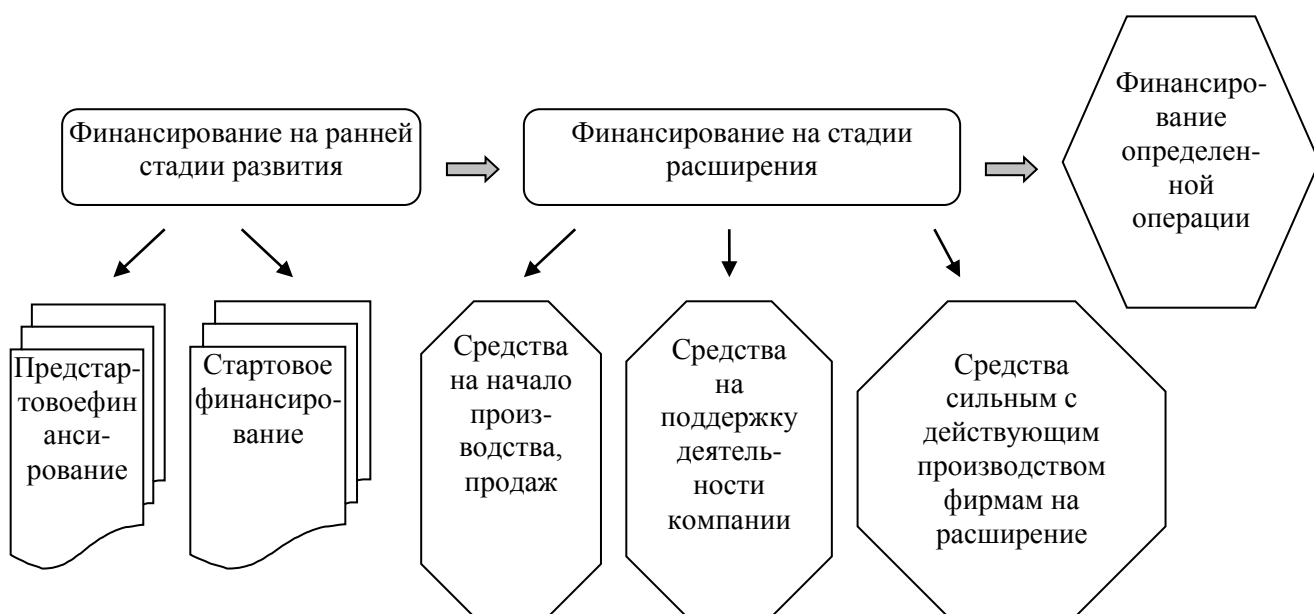 Финансирование на ранней
стадии развития
Финансирование на стадии
расширения
Финансиро-
вание
определен-
ной
операции
Предстар-
товоефин
анси-
рование
Стартовое
финансиро-
вание
Средства
на начало
произ-
водства,
продаж
Средства
на
поддержку
деятель-
ности
компании
Средства
сильным с
действующим
производством
фирмам на
расширение